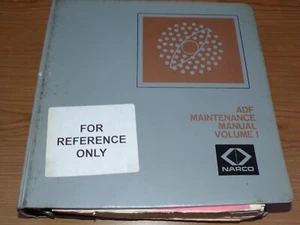 ADF
MAINTENANCE
MANUAL
VOLUME I
FOR
REFERENCE
ONLY
NARCO